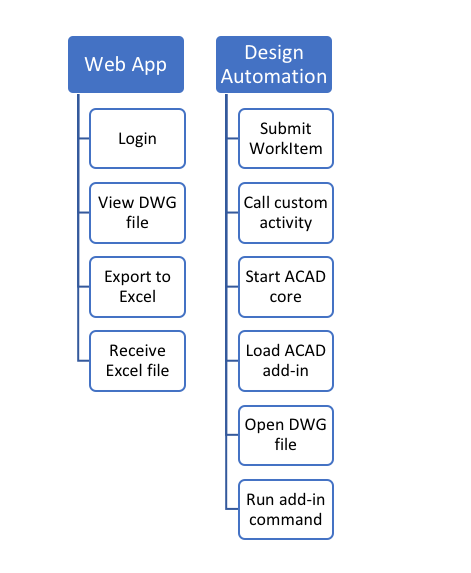 Web App
Login
View DWG
file
Export to
Excel
Receive
Excel file
Design
Automation
Submit
WorkItem
Call custom
activity
Start ACAD
core
Load ACAD
add-in
Open DWG
file
Run add-in
command